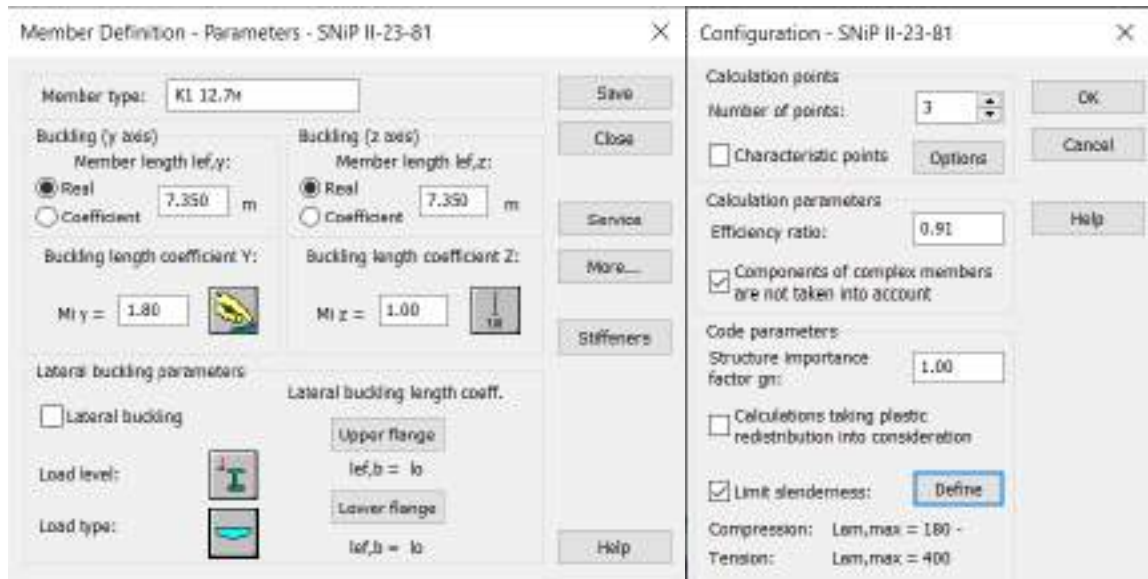 Member Definition - Parameters - SNiP II-23-81
Member type: K1 12.7м
Save
Close
Buckling (y axis)
Member length lef,y:
Real
Coefficient
7.350 m
Buckling (z axis)
Member length lef,z:
Real
Coefficient
7.350 m
Service
More...
Buckling length coefficient Y:
Mi y = 1.80
Buckling length coefficient Z:
Mi z = 1.00
Stiffeners
Lateral buckling parameters
Lateral buckling
Load level:
Load type:
Lateral buckling length coeff.
Upper flange
lef,b = lo
Lower flange
lef,b = lo
Help
Configuration - SNiP II-23-81
Calculation points
Number of points: 3
Characteristic points
Options
OK
Cancel
Calculation parameters
Efficiency ratio: 0.91
Help
Components of complex members
are not taken into account
Code parameters
Structure importance
factor gn: 1.00
Calculations taking plastic
redistribution into consideration
Limit slenderness: Define
Compression: Lam,max = 180 -
Tension: Lam,max = 400